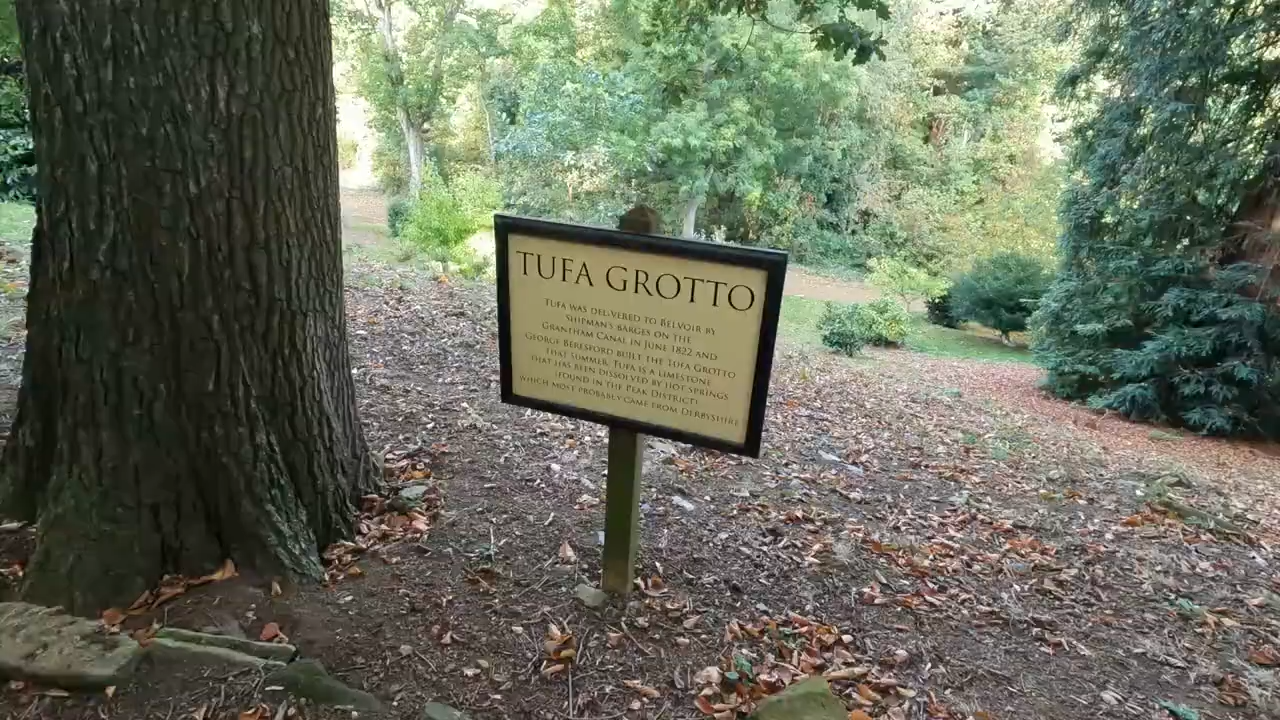 TUFA GROTTO
TUFA WAS DELIVERED TO BELVOIR BY
SHIPMAN'S BARGES ON THE
GRANTHAM CANAL IN JUNE 1822 AND
GEORGE BERESFORD BUILT THE TUFA GROTTO
THAT SUMMER. TUFA IS A LIMESTONE
THAT HAS BEEN DISSOLVED BY HOT SPRINGS
(FOUND IN THE PEAK DISTRICT)
WHICH MOST PROBABLY CAME FROM DERBYSHIRE